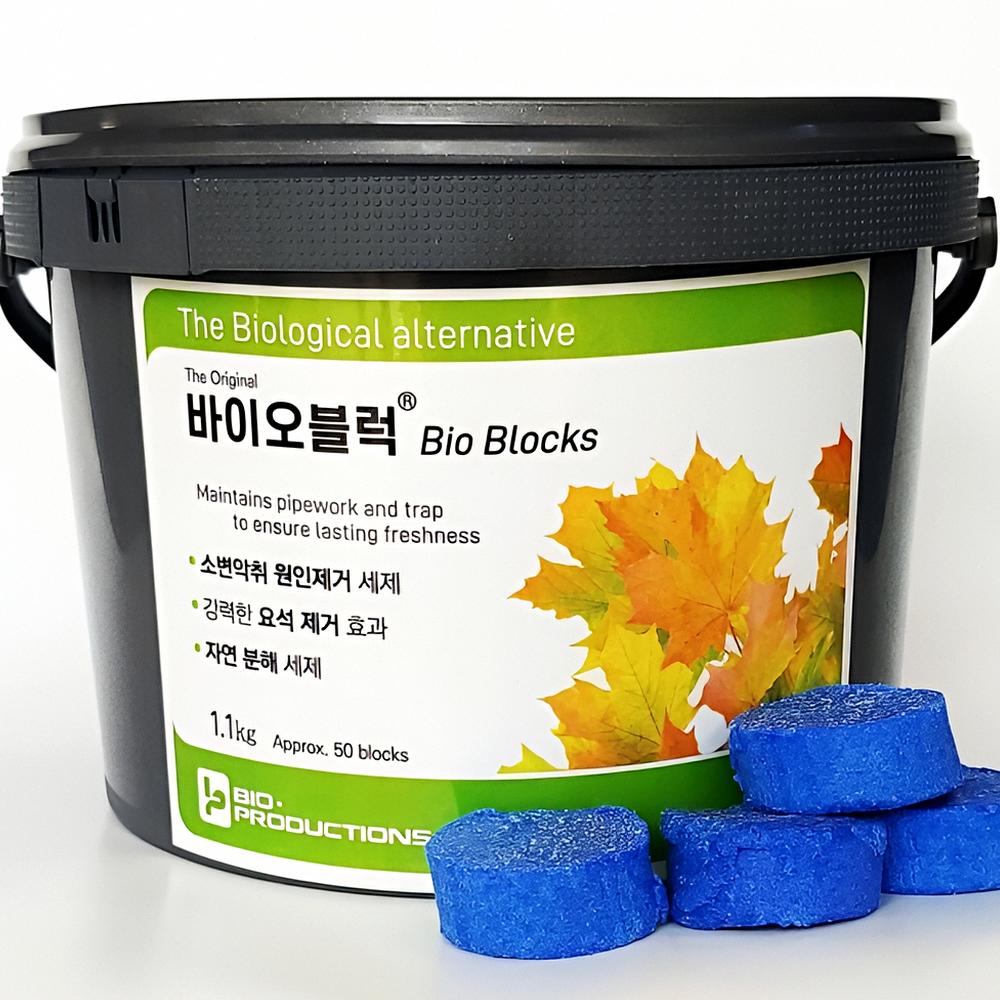 The Biological alternative
The Original
바이오블럭® Bio Blocks
Maintains pipework and trap
to ensure lasting freshness
• 소변악취 원인제거 세제
• 강력한 요석 제거 효과
• 자연 분해 세제
1.1kg Approx. 50 blocks
BIO·
PRODUCTIONS